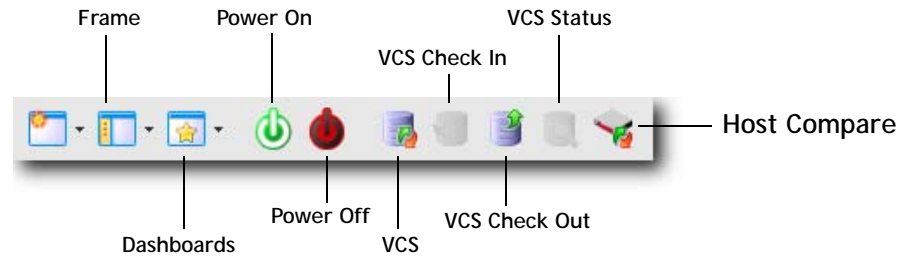 Frame
Power On
VCS Status
VCS Check In
Host Compare
Power Off
VCS Check Out
Dashboards
VCS